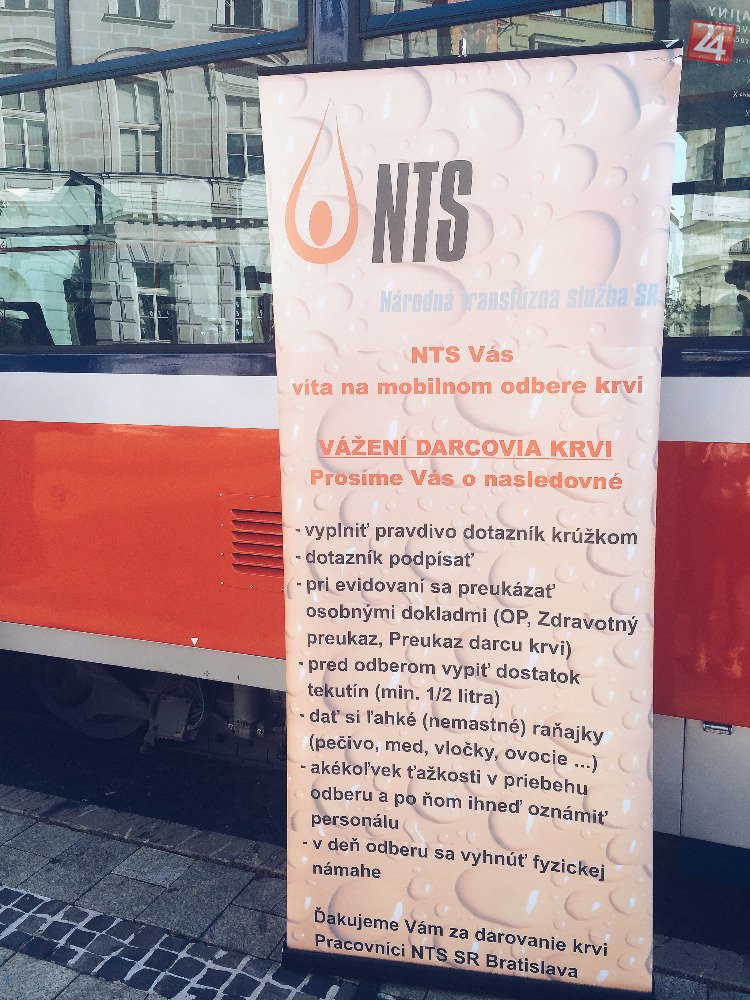 JINY
24
NTS
Národná transfúzna služba SR
NTS Vás
víta na mobilnom odbere krvi
VÁŽENÍ DARCOVIA KRVI
Prosíme Vás o nasledovné
- vyplniť pravdivo dotazník krúžkom
- dotazník podpísať
- pri evidovaní sa preukázať
osobnými dokladmi (OP, Zdravotný
preukaz, Preukaz darcu krvi)
- pred odberom vypiť dostatok
tekutín (min. 1/2 litra)
- dať si ľahké (nemastné) raňajky
(pečivo, med, vločky, ovocie ...)
- akékoľvek ťažkosti v priebehu
odberu a po ňom ihneď oznámiť
personálu
- v deň odberu sa vyhnúť fyzickej
námahe
Ďakujeme Vám za darovanie krvi
Pracovníci NTS SR Bratislava